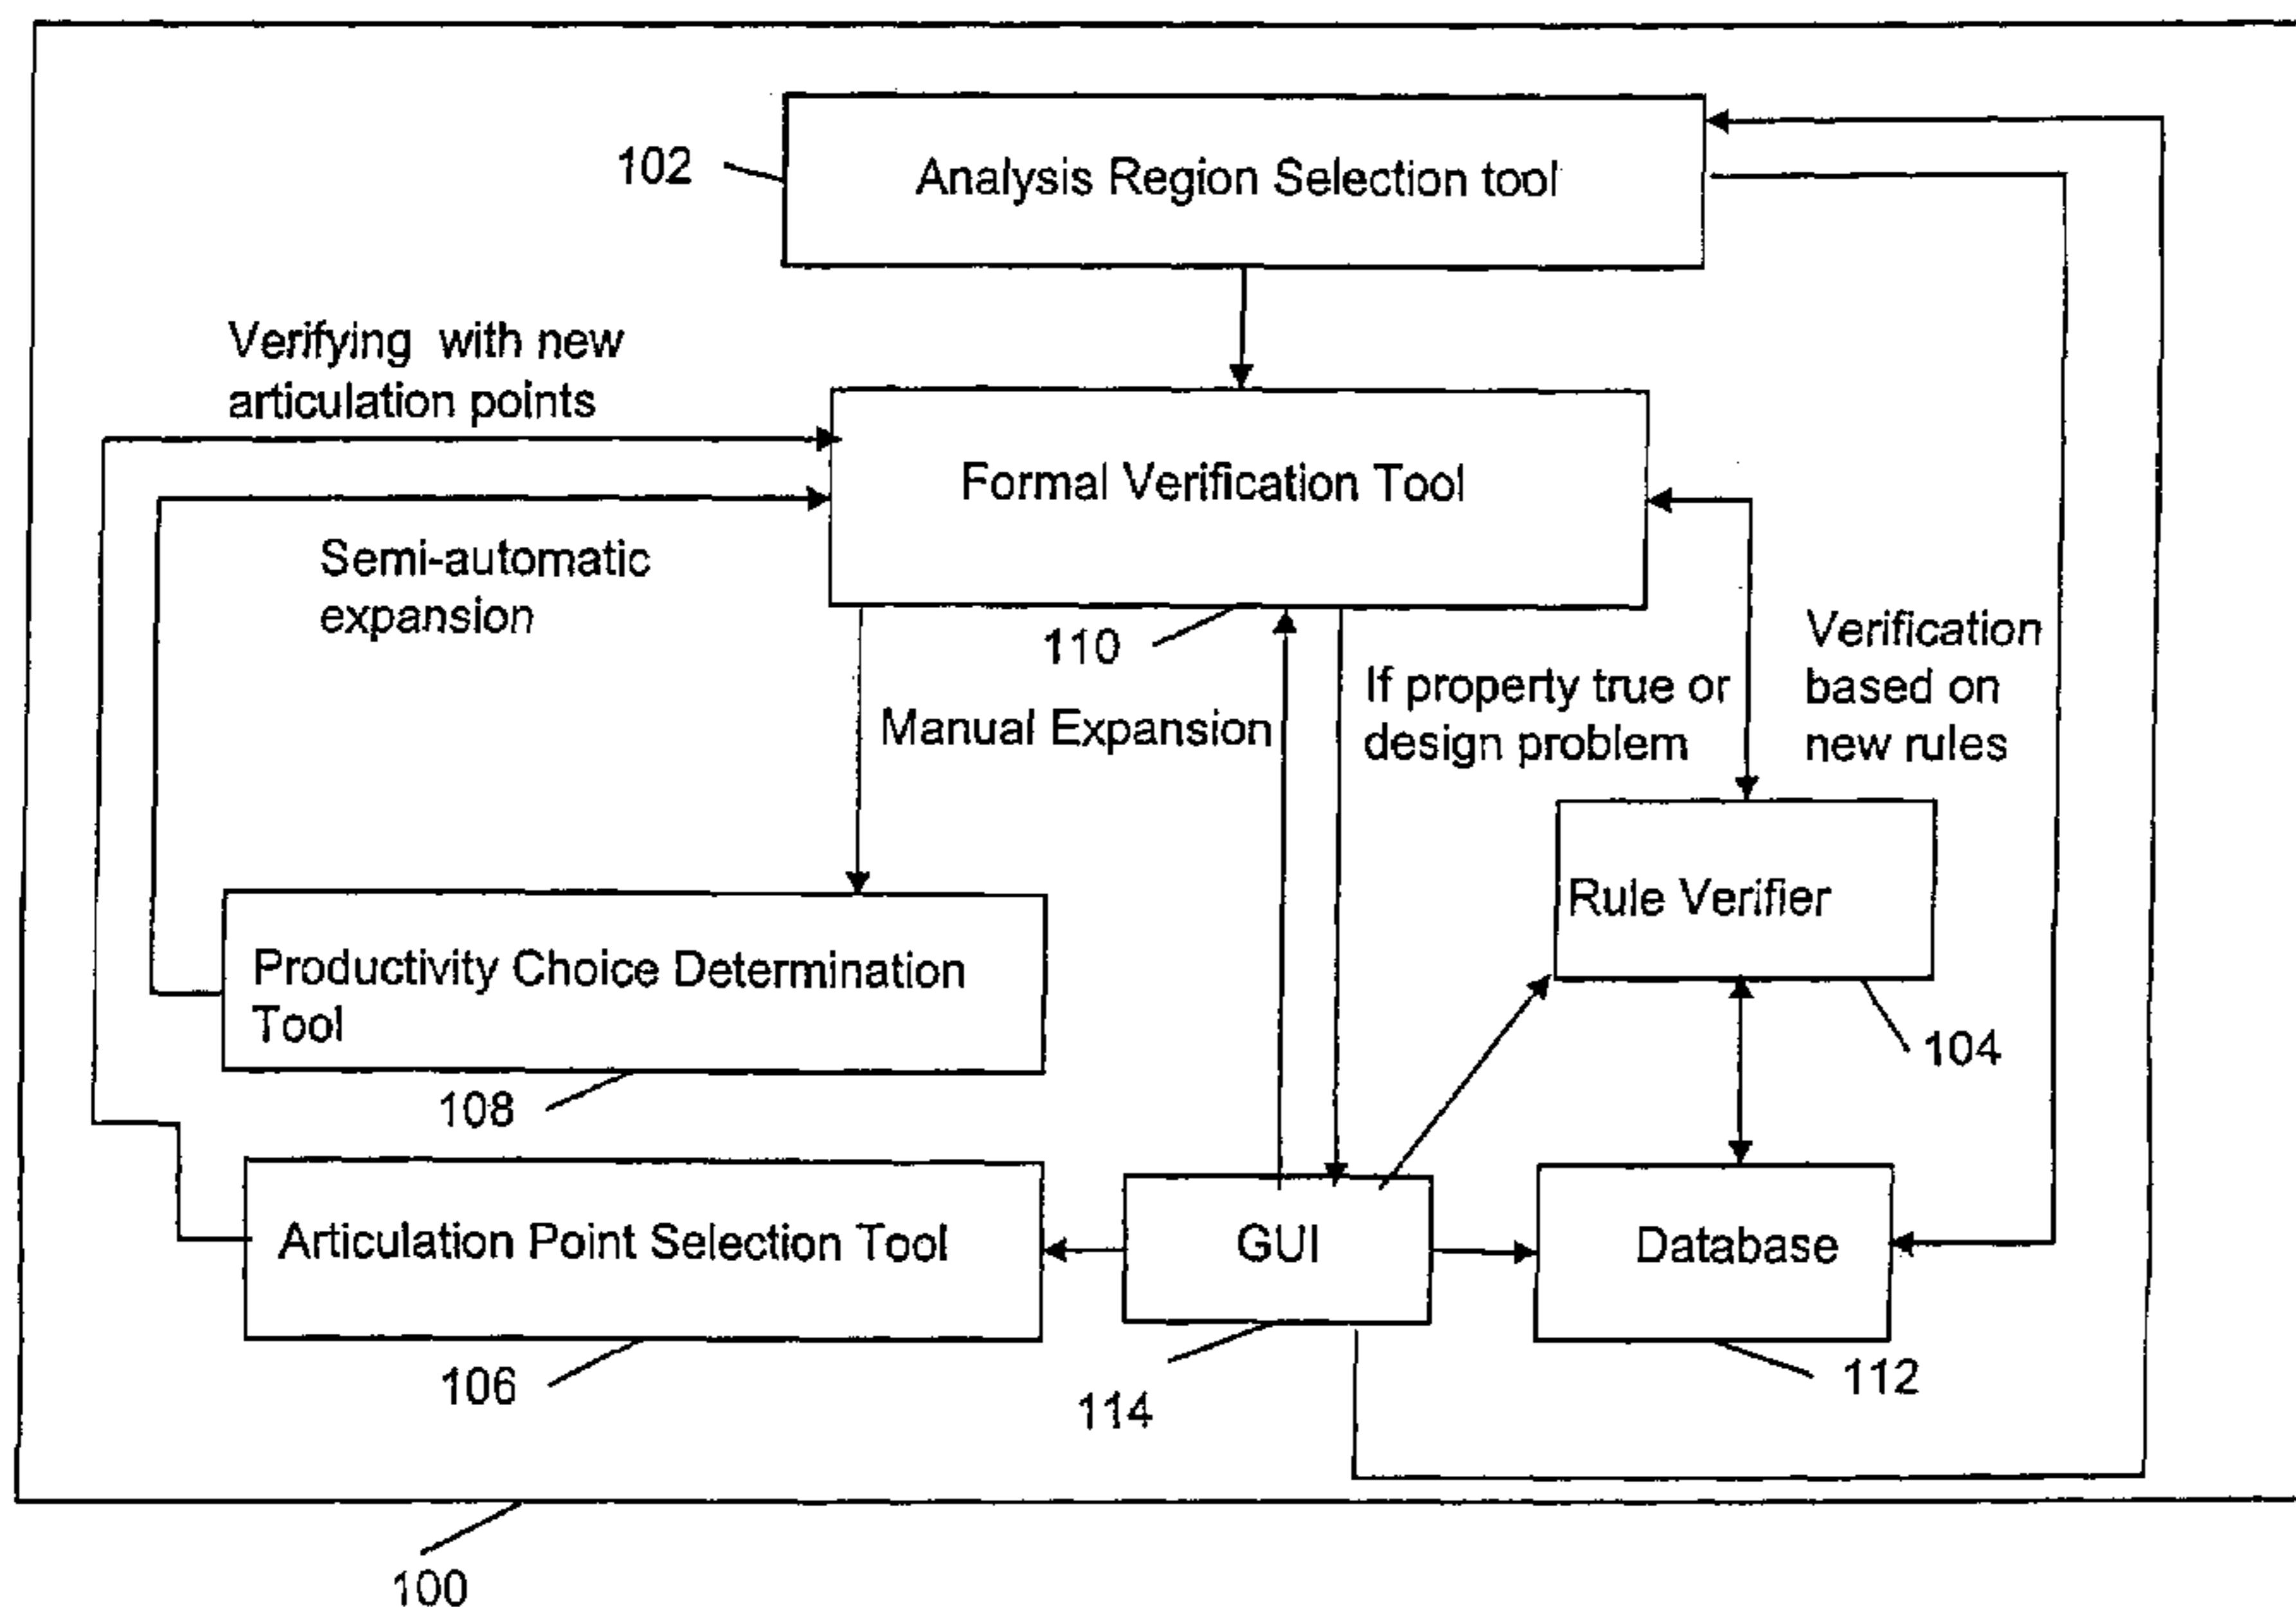 Analysis Region Selection tool
102
Verifying with new
articulation points
Formal Verification Tool
Semi-automatic
expansion
110
Manual Expansion
If property true or
design problem
Verification
based on
new rules
Rule Verifier
104
Productivity Choice Determination
Tool
108
Articulation Point Selection Tool
106
GUI
114
Database
112
100